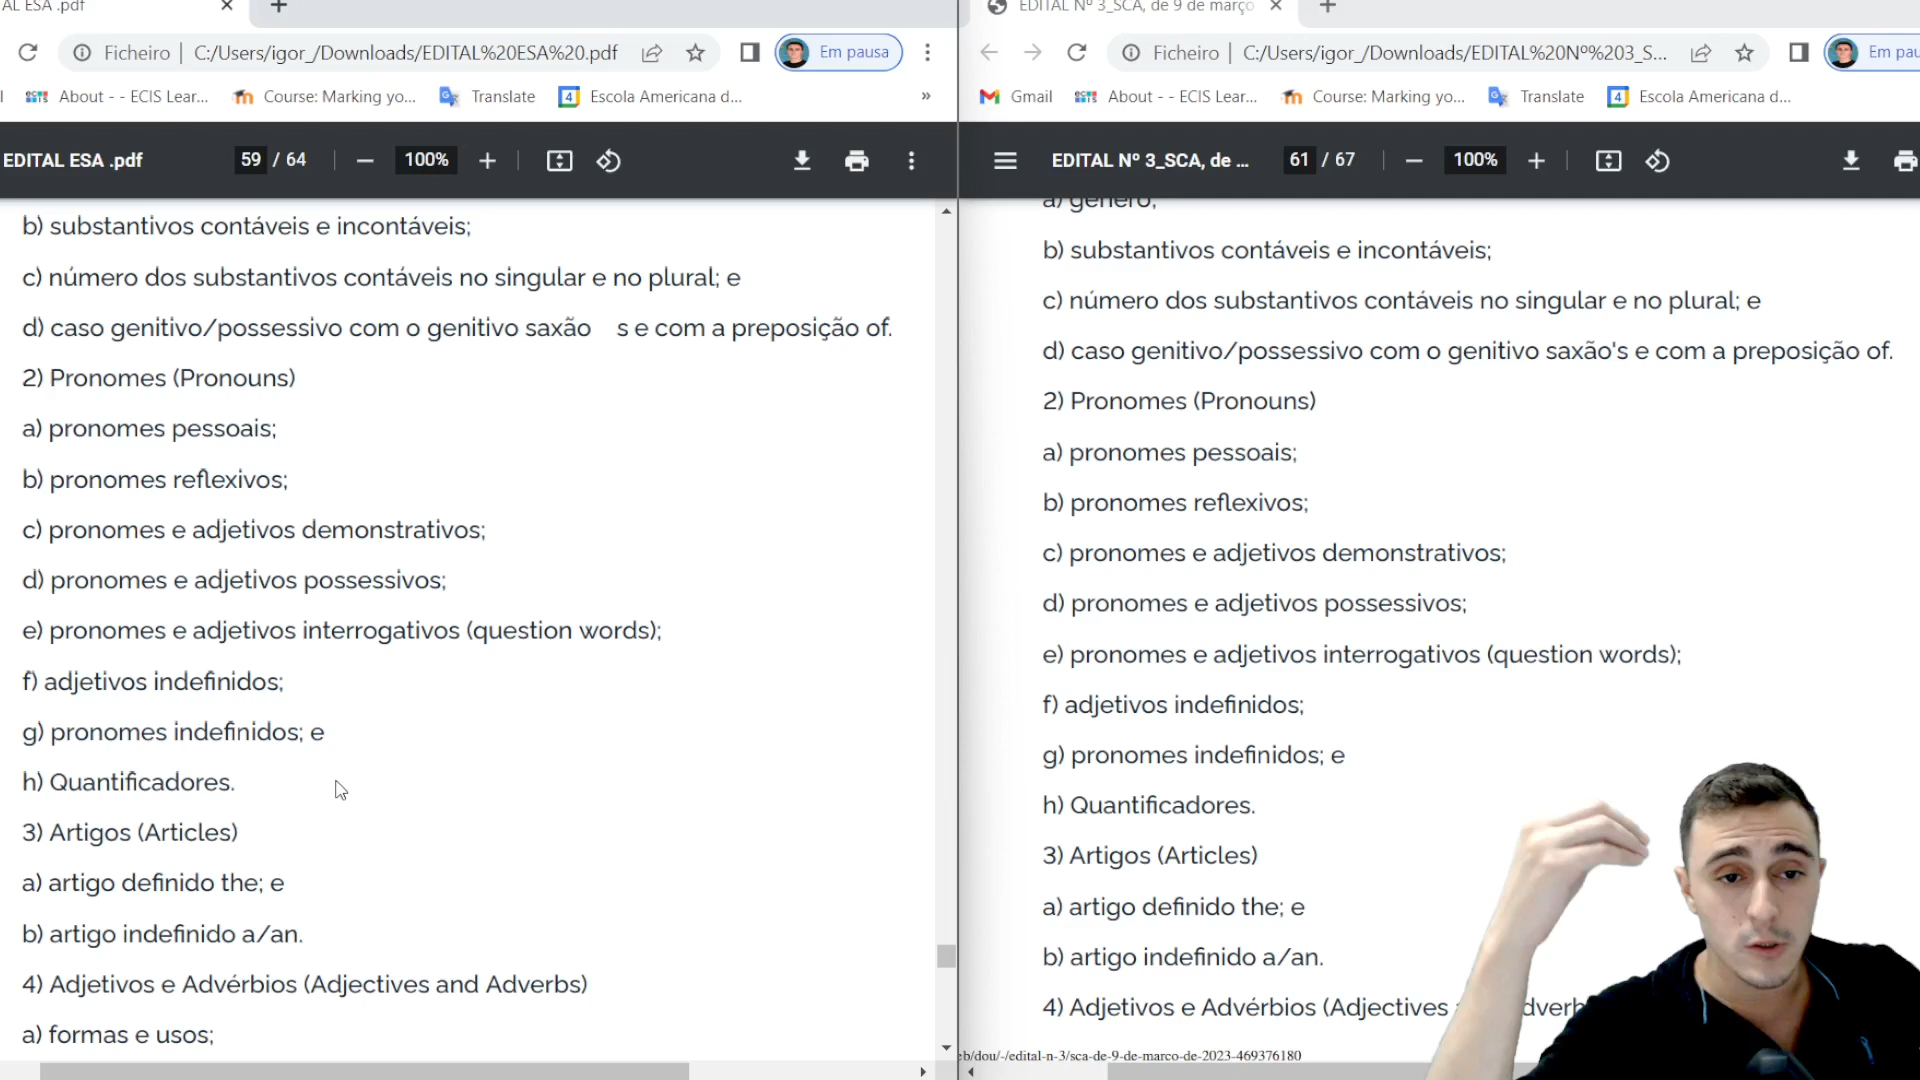 AL ESA .pdf
Ficheiro | C:/Users/igor_/Downloads/EDITAL%20ESA%20.pdf
Em pausa
About - - ECIS Lear...
Course: Marking yo...
Translate
Escola Americana d...
»
EDITAL ESA .pdf
59 / 64
100%
b) substantivos contáveis e incontáveis;
c) número dos substantivos contáveis no singular e no plural; e
d) caso genitivo/possessivo com o genitivo saxão s e com a preposição of.
2) Pronomes (Pronouns)
a) pronomes pessoais;
b) pronomes reflexivos;
c) pronomes e adjetivos demonstrativos;
d) pronomes e adjetivos possessivos;
e) pronomes e adjetivos interrogativos (question words);
f) adjetivos indefinidos;
g) pronomes indefinidos; e
h) Quantificadores.
3) Artigos (Articles)
a) artigo definido the; e
b) artigo indefinido a/an.
4) Adjetivos e Advérbios (Adjectives and Adverbs)
a) formas e usos;
EDITAL Nº 3_SCA, de 9 de março
Ficheiro | C:/Users/igor_/Downloads/EDITAL%20Nº%203_S...
Em pau
Gmail
About - - ECIS Lear...
Course: Marking yo...
Translate
Escola Americana d...
EDITAL Nº 3_SCA, de ...
61 / 67
100%
a) gênero;
b) substantivos contáveis e incontáveis;
c) número dos substantivos contáveis no singular e no plural; e
d) caso genitivo/possessivo com o genitivo saxão's e com a preposição of.
2) Pronomes (Pronouns)
a) pronomes pessoais;
b) pronomes reflexivos;
c) pronomes e adjetivos demonstrativos;
d) pronomes e adjetivos possessivos;
e) pronomes e adjetivos interrogativos (question words);
f) adjetivos indefinidos;
g) pronomes indefinidos; e
h) Quantificadores.
3) Artigos (Articles)
a) artigo definido the; e
b) artigo indefinido a/an.
4) Adjetivos e Advérbios (Adjectives
eb/dou/-/edital-n-3/sca-de-9-de-marco-de-2023-469376180